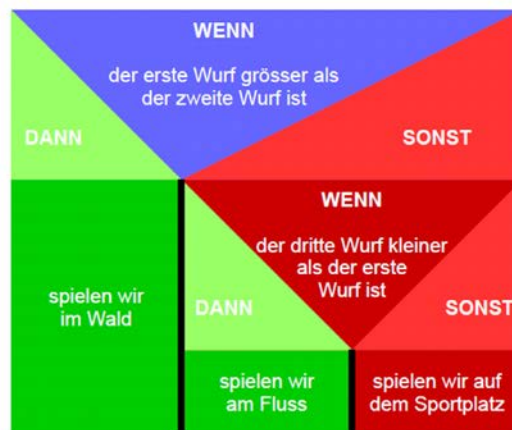 WENN
der erste Wurf grösser als
der zweite Wurf ist
DANN
SONST
WENN
der dritte Wurf kleiner
als der erste
Wurf ist
spielen wir
im Wald
DANN
SONST
spielen wir
am Fluss
spielen wir auf
dem Sportplatz